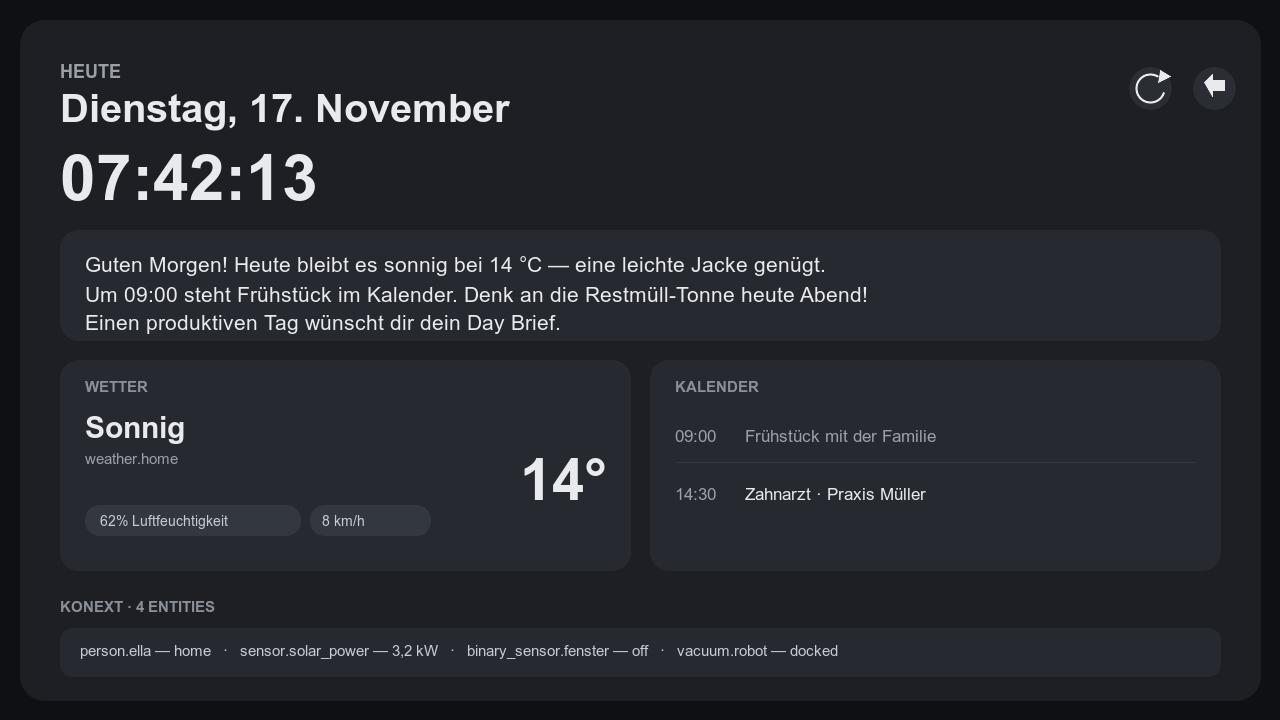 HEUTE
Dienstag, 17. November
07:42:13
Guten Morgen! Heute bleibt es sonnig bei 14 °C — eine leichte Jacke genügt.
Um 09:00 steht Frühstück im Kalender. Denk an die Restmüll-Tonne heute Abend!
Einen produktiven Tag wünscht dir dein Day Brief.
WETTER
Sonnig
weather.home
14°
62% Luftfeuchtigkeit
8 km/h
KALENDER
09:00 Frühstück mit der Familie
14:30 Zahnarzt · Praxis Müller
KONEXT · 4 ENTITIES
person.ella — home · sensor.solar_power — 3,2 kW · binary_sensor.fenster — off · vacuum.robot — docked